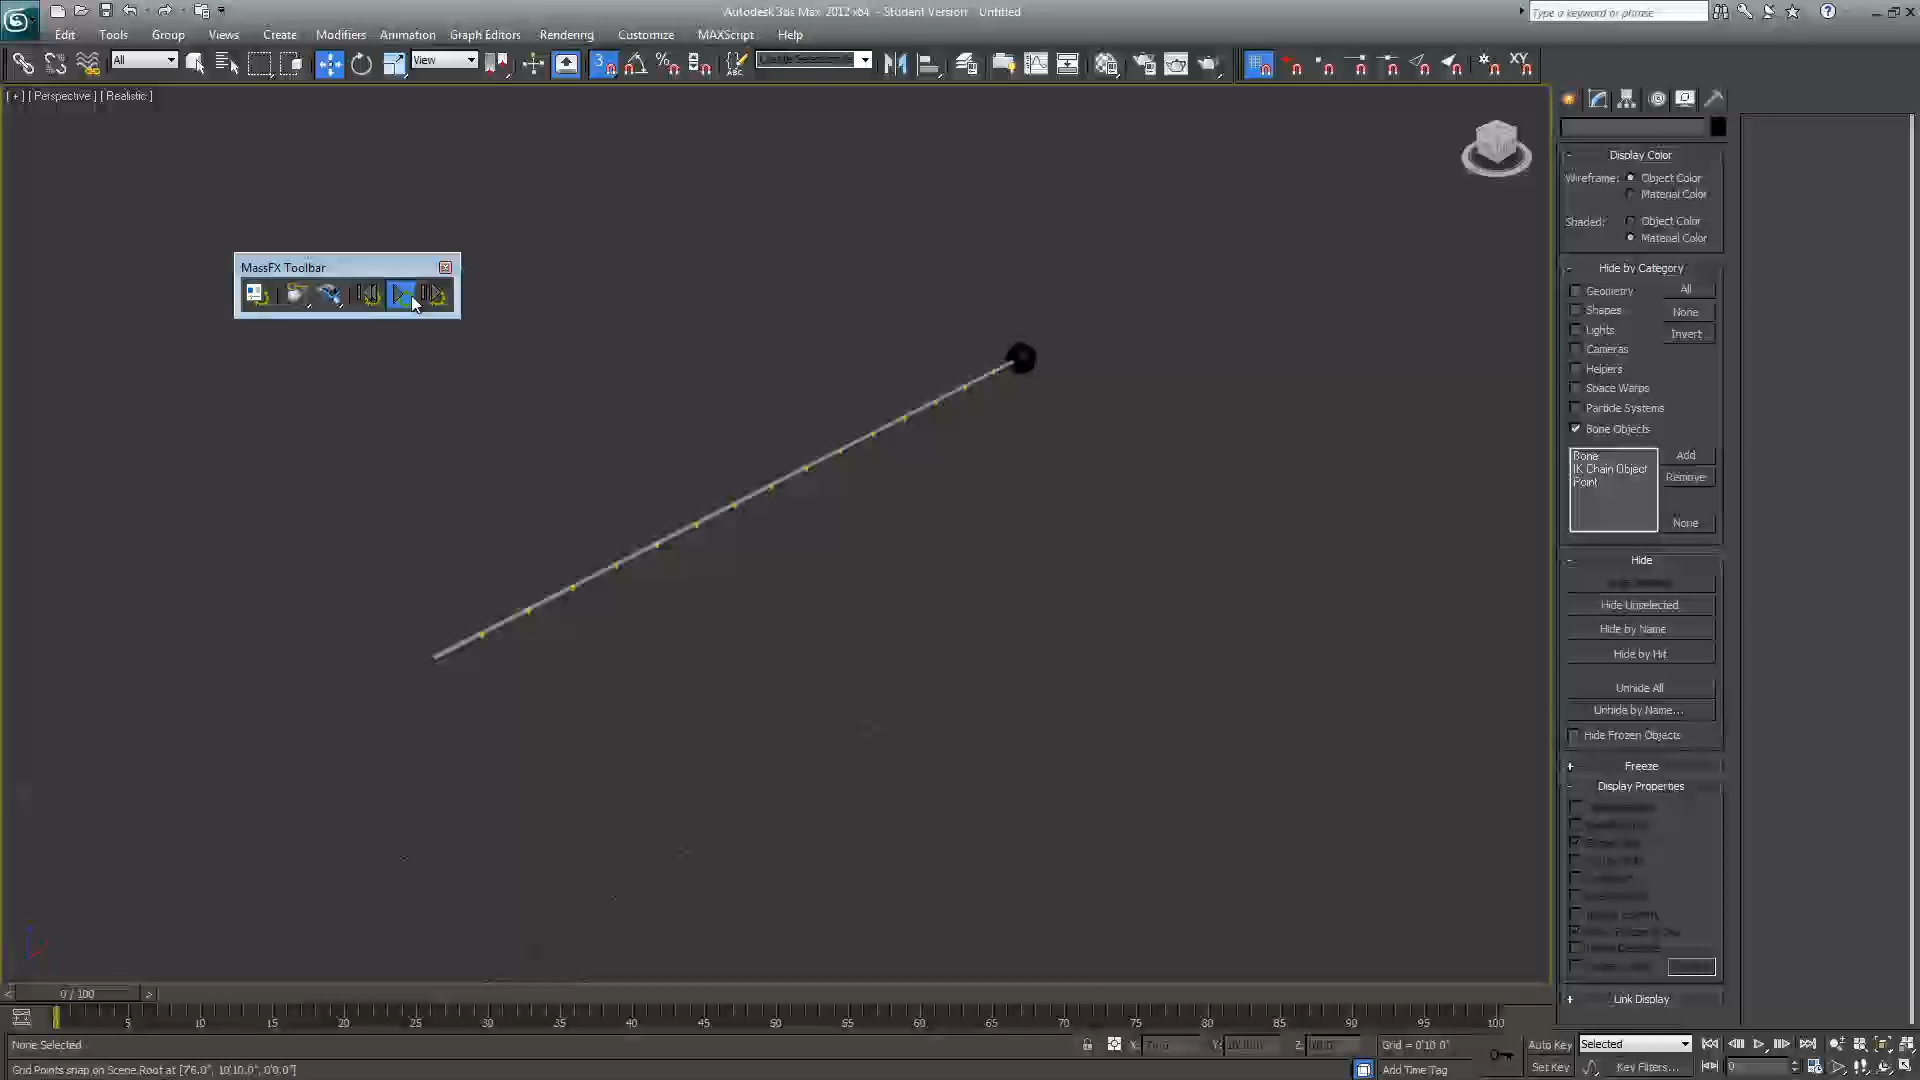 Autodesk 3ds Max 2012 x64 - Student Version Untitled
Type a keyword or phrase
Edit Tools Group Views Create Modifiers Animation Graph Editors Rendering Customize MAXScript Help
All View 3 ABC XY
[ + ] [ Perspective ] [ Realistic ]
MassFX Toolbar
Display Color
Wireframe: Object Color
Material Color
Shaded: Object Color
Material Color
Hide by Category
Geometry All
Shapes None
Lights Invert
Cameras
Helpers
Space Warps
Particle Systems
Bone Objects
Bone Add
IK Chain Object Remove
Point
None
Hide
Hide Unselected
Hide by Name
Hide by Hit
Unhide All
Unhide by Name...
Hide Frozen Objects
Freeze
Display Properties
Link Display
0 / 100
5 10 15 20 25 30 35 40 45 50 55 60 65 70 75 80 85 90 95 100
None Selected X: Y: Z: Grid = 0'10.0" Auto Key Selected
Grid Points snap on Scene Root at [7'6.0", 10'10.0", 0'0.0"] Add Time Tag Set Key Key Filters... 0